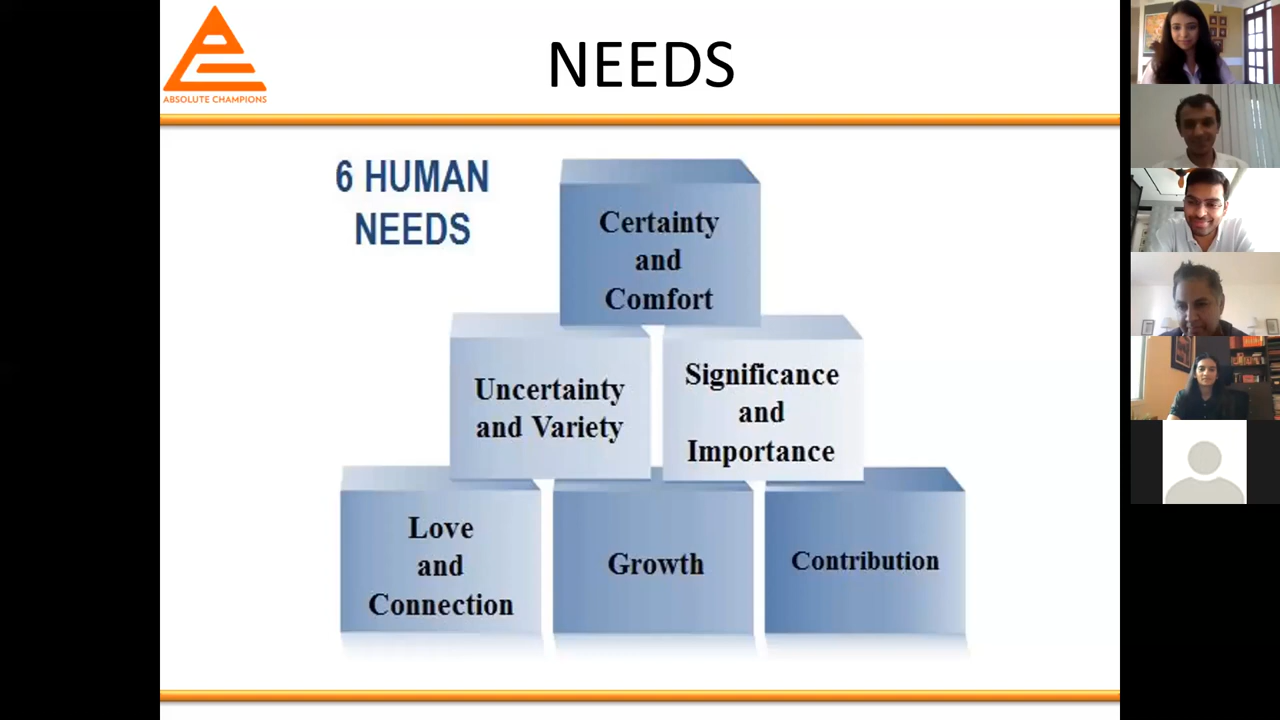 ABSOLUTE CHAMPIONS
NEEDS
6 HUMAN
NEEDS
Certainty
and
Comfort
Uncertainty
and Variety
Significance
and
Importance
Love
and
Connection
Growth
Contribution